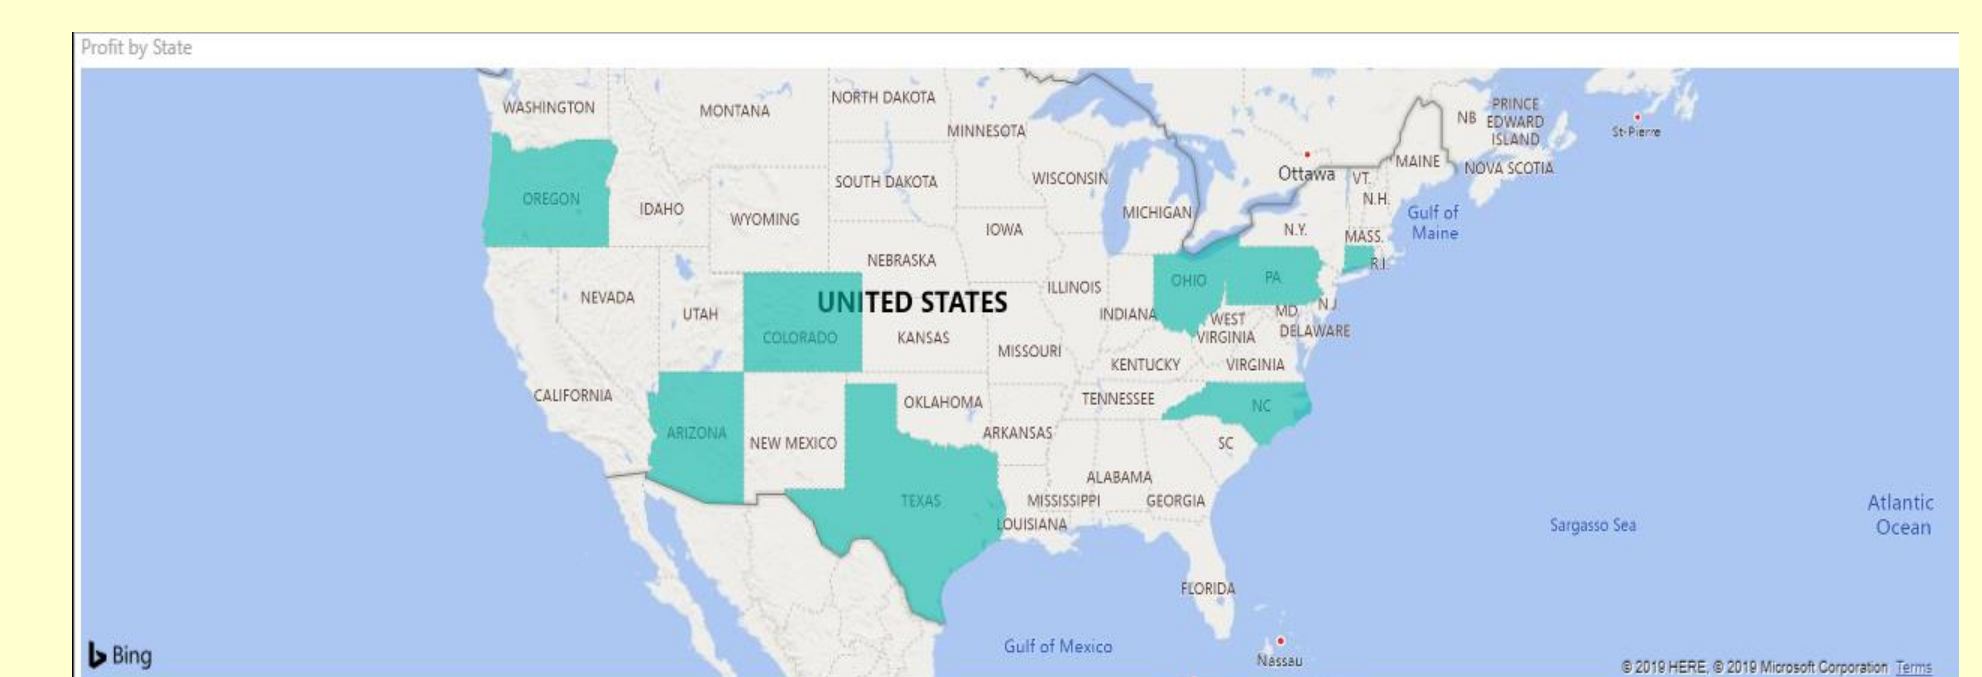 Profit by State
WASHINGTON
MONTANA
NORTH DAKOTA
MINNESOTA
NB
PRINCE
EDWARD
ISLAND
St-Pierre
Ottawa
VT.
MAINE
NOVA SCOTIA
OREGON
IDAHO
WYOMING
SOUTH DAKOTA
WISCONSIN
MICHIGAN
N.H.
Gulf of
Maine
IOWA
N.Y.
MASS.
R.I.
NEBRASKA
NEVADA
UTAH
UNITED STATES
ILLINOIS
INDIANA
OHIO
PA
NJ
MD
DELAWARE
WEST
VIRGINIA
COLORADO
KANSAS
MISSOURI
KENTUCKY
VIRGINIA
CALIFORNIA
ARIZONA
NEW MEXICO
OKLAHOMA
ARKANSAS
TENNESSEE
NC
SC
TEXAS
ALABAMA
MISSISSIPPI
GEORGIA
LOUISIANA
Sargasso Sea
Atlantic
Ocean
FLORIDA
Gulf of Mexico
Nassau
Bing
© 2019 HERE, © 2019 Microsoft Corporation Terms